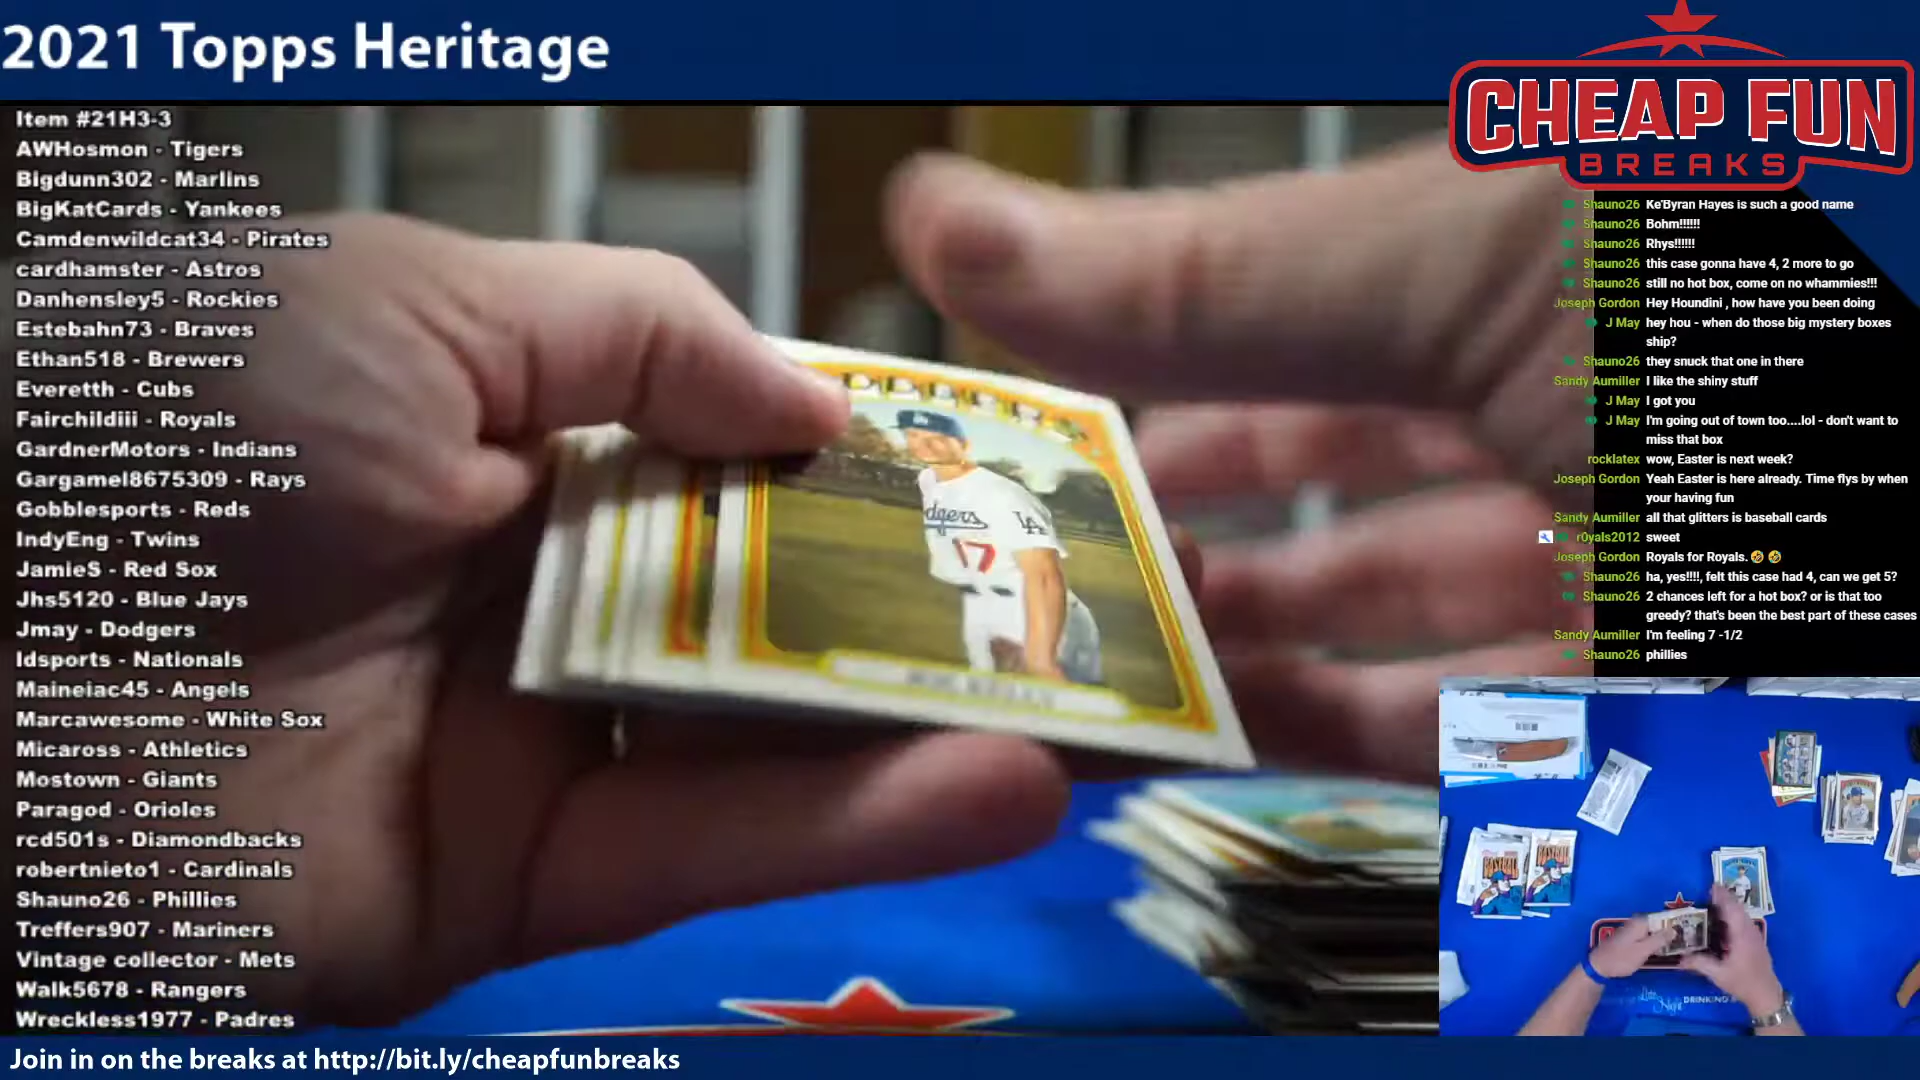 2021 Topps Heritage
CHEAP FUN
BREAKS
Item #21H3-3
AWHosmon - Tigers
Bigdunn302 - Marlins
BigKatCards - Yankees
Camdenwildcat34 - Pirates
cardhamster - Astros
Danhensley5 - Rockies
Estebahn73 - Braves
Ethan518 - Brewers
Everetth - Cubs
Fairchildiii - Royals
GardnerMotors - Indians
Gargamel8675309 - Rays
Gobblesports - Reds
IndyEng - Twins
JamieS - Red Sox
Jhs5120 - Blue Jays
Jmay - Dodgers
Idsports - Nationals
Maineiac45 - Angels
Marcawesome - White Sox
Micaross - Athletics
Mostown - Giants
Paragod - Orioles
rcd501s - Diamondbacks
robertnieto1 - Cardinals
Shauno26 - Phillies
Treffers907 - Mariners
Vintage collector - Mets
Walk5678 - Rangers
Wreckless1977 - Padres
dgers
LA
17
Shauno26 Ke'Byran Hayes is such a good name
Shauno26 Bohm!!!!!!
Shauno26 Rhys!!!!!!
Shauno26 this case gonna have 4, 2 more to go
Shauno26 still no hot box, come on no whammies!!!
Joseph Gordon Hey Houndini , how have you been doing
J May hey hou - when do those big mystery boxes
ship?
Shauno26 they snuck that one in there
Sandy Aumiller I like the shiny stuff
J May I got you
J May I'm going out of town too....lol - don't want to
miss that box
rocklatex wow, Easter is next week?
Joseph Gordon Yeah Easter is here already. Time flys by when
your having fun
Sandy Aumiller all that glitters is baseball cards
r0yals2012 sweet
Joseph Gordon Royals for Royals. 🤣 🤣
Shauno26 ha, yes!!!!, felt this case had 4, can we get 5?
Shauno26 2 chances left for a hot box? or is that too
greedy? that's been the best part of these cases
Sandy Aumiller I'm feeling 7 -1/2
Shauno26 phillies
BASEBALL
BASEBALL
Late
Night DRINKING
Join in on the breaks at http://bit.ly/cheapfunbreaks